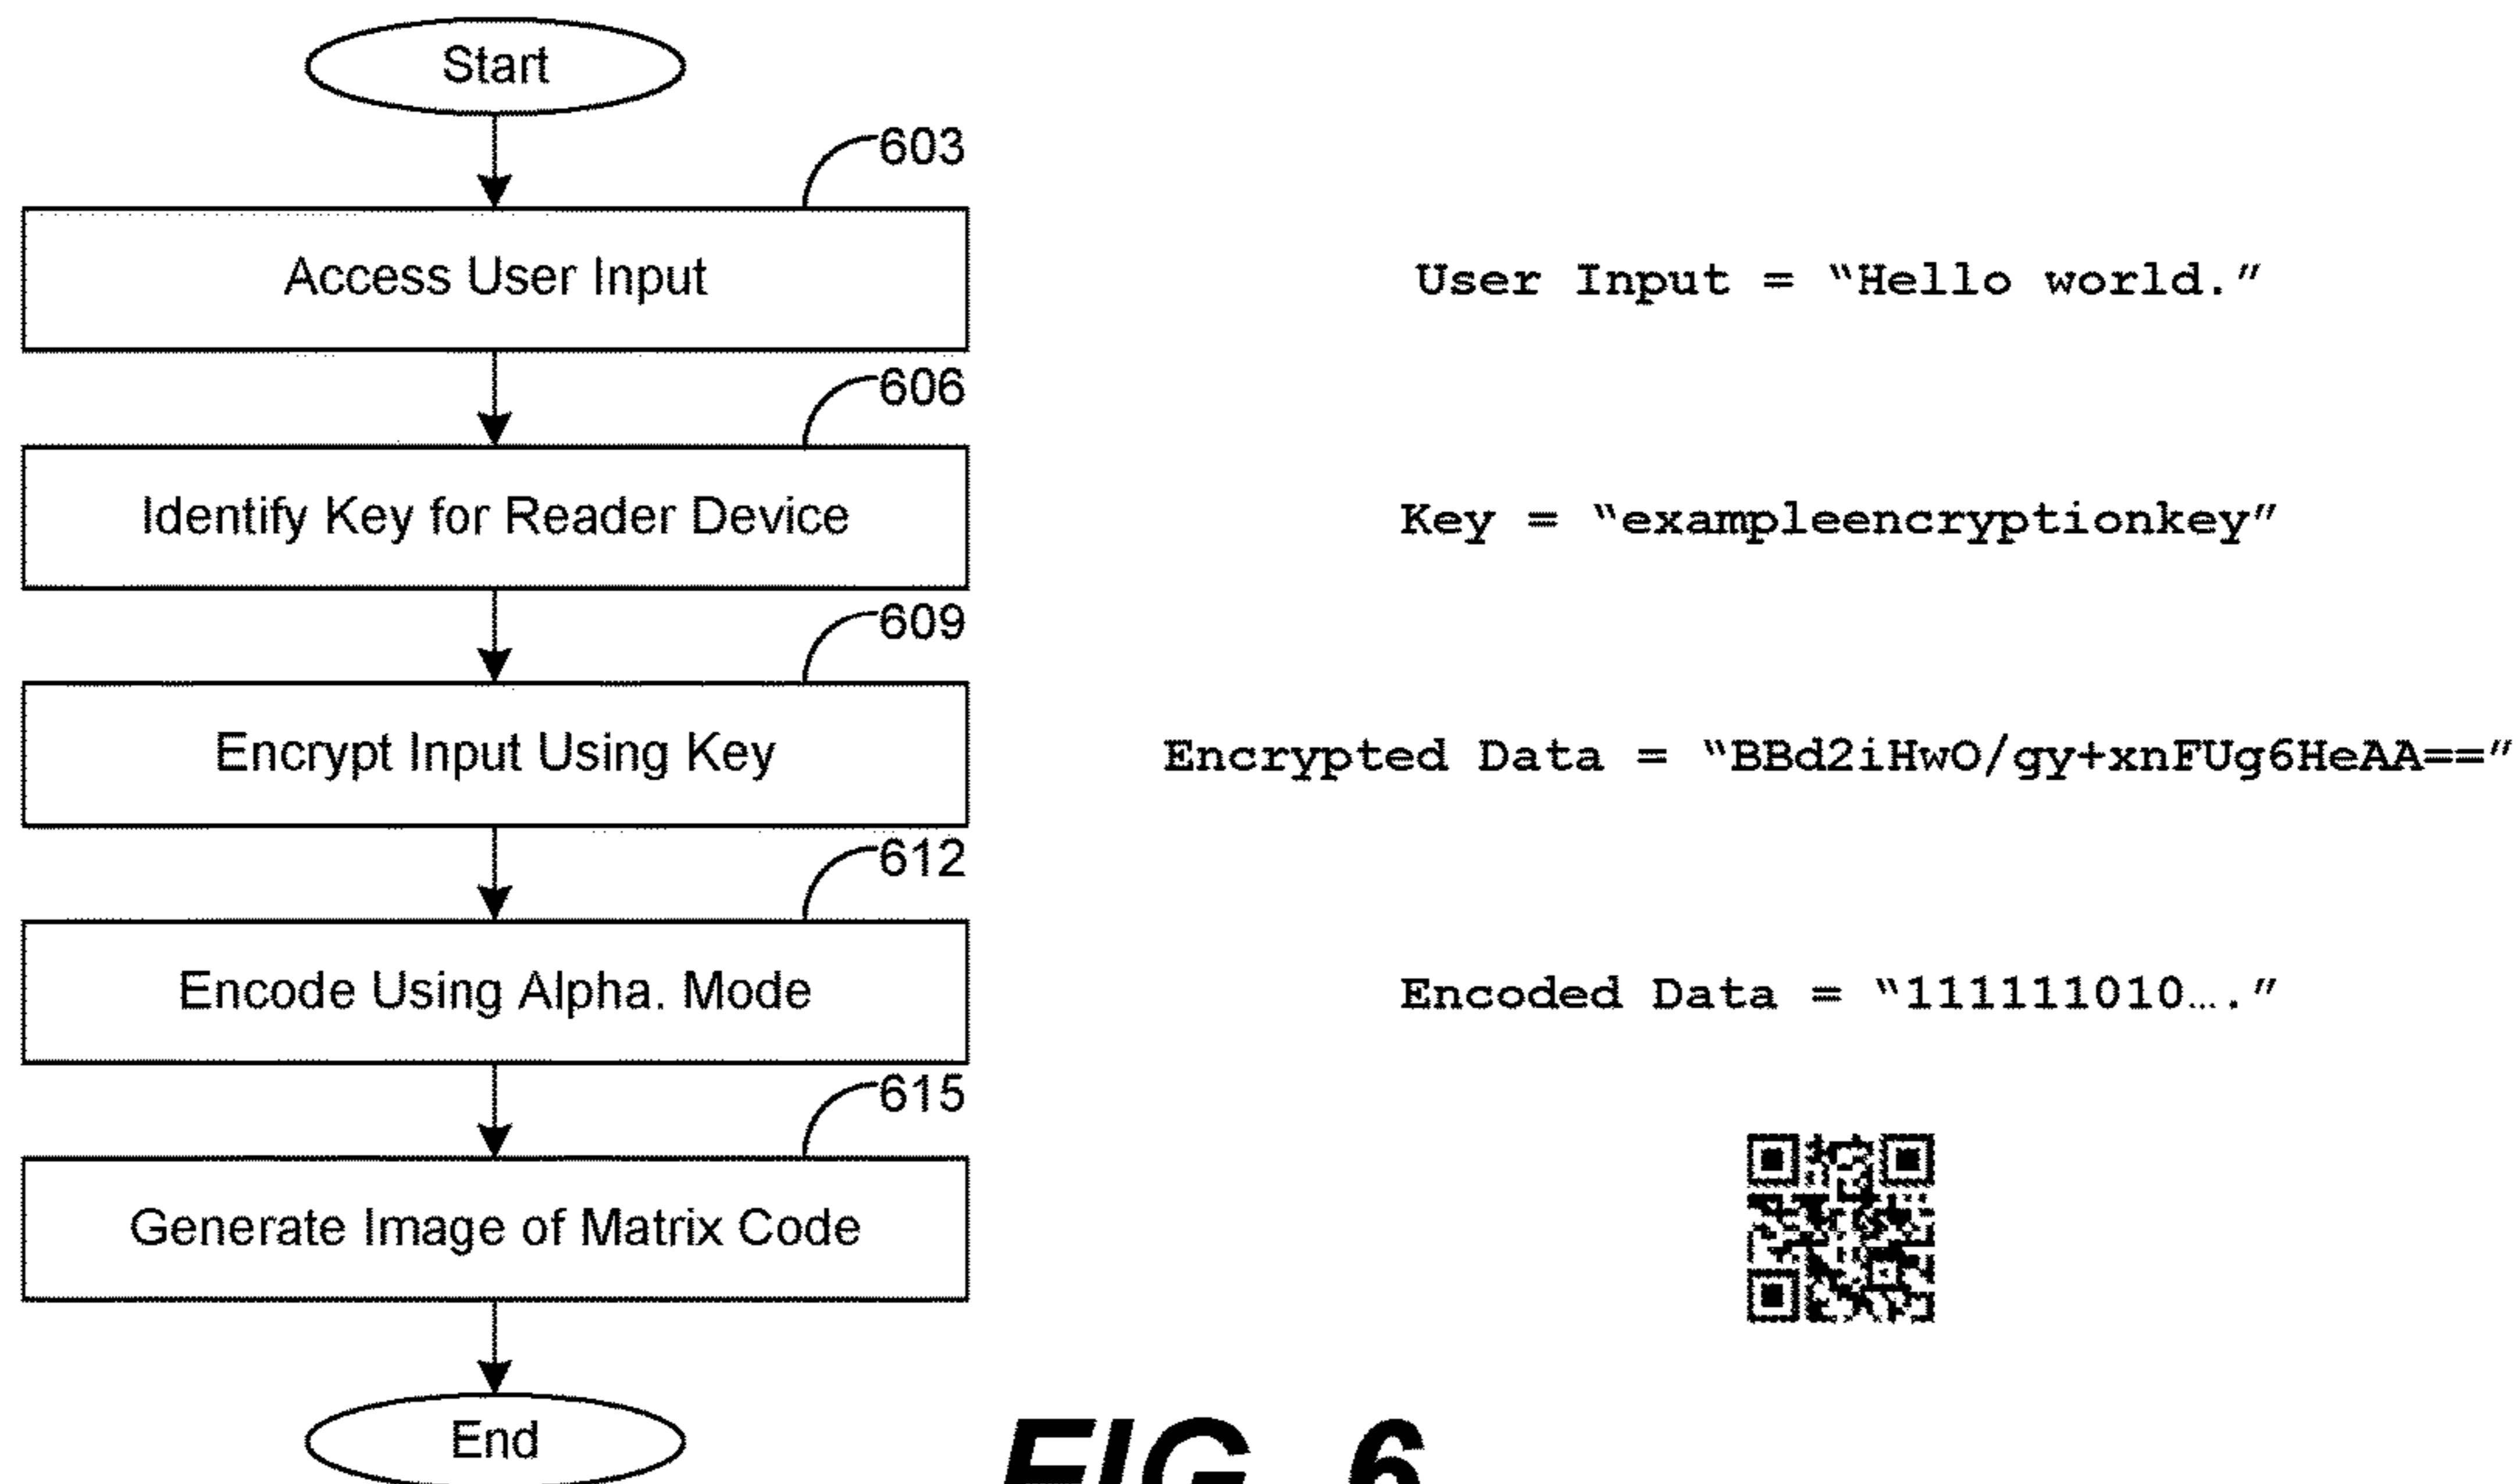 Start
603
Access User Input
User Input = “Hello world.”
606
Identify Key for Reader Device
Key = “exampleencryptionkey”
609
Encrypt Input Using Key
Encrypted Data = “BBd2iHwO/gy+xnFUg6HeAA==”
612
Encode Using Alpha. Mode
Encoded Data = “111111010….”
615
Generate Image of Matrix Code
End
FIG. 6